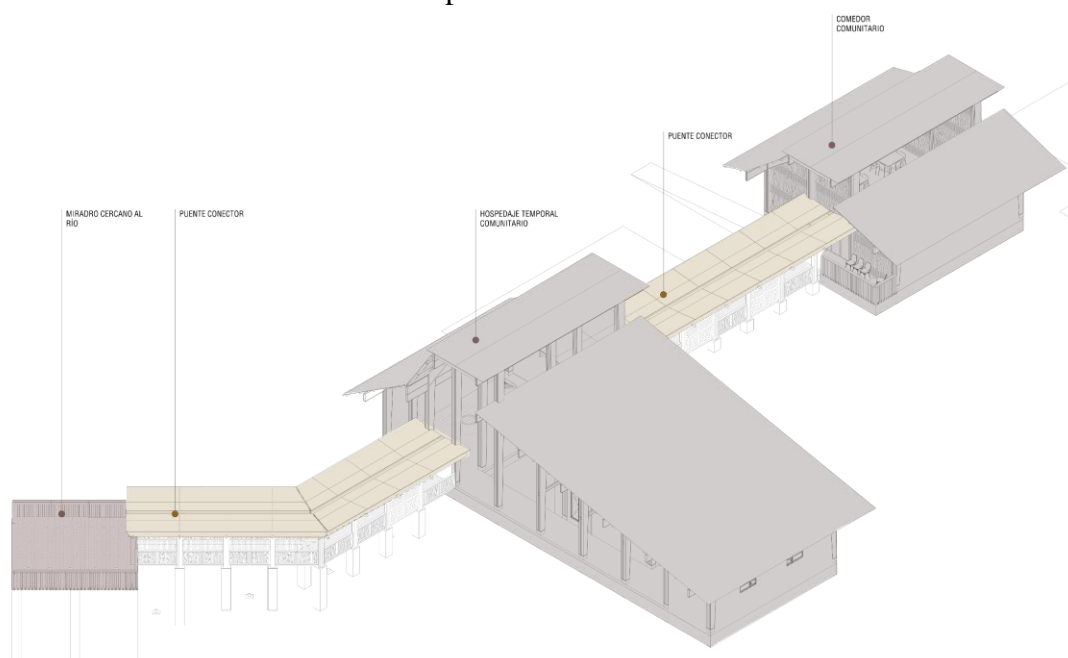 COMEDOR
COMUNITARIO
PUENTE CONECTOR
MIRADRO CERCANO AL
RÍO
PUENTE CONECTOR
HOSPEDAJE TEMPORAL
COMUNITARIO